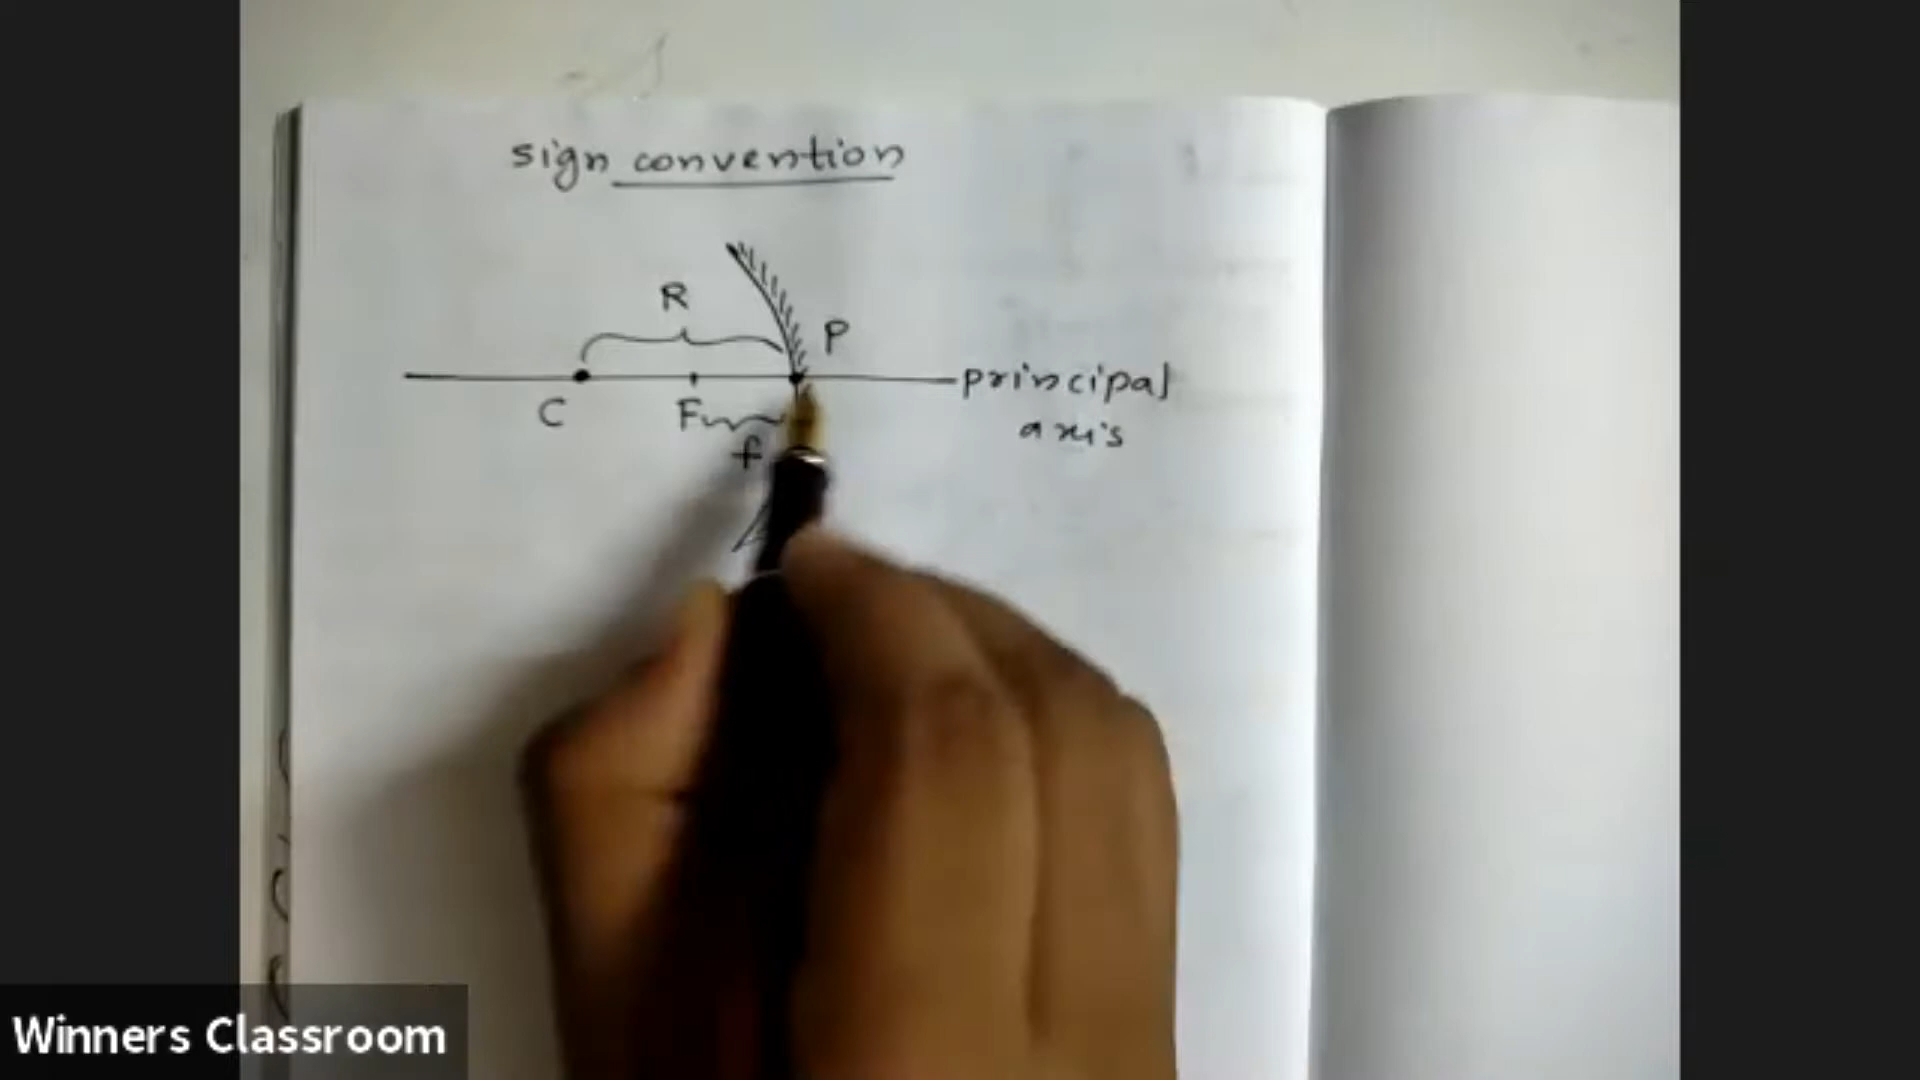 sign convention
R
P
principal
axis
C
F
f
Winners Classroom